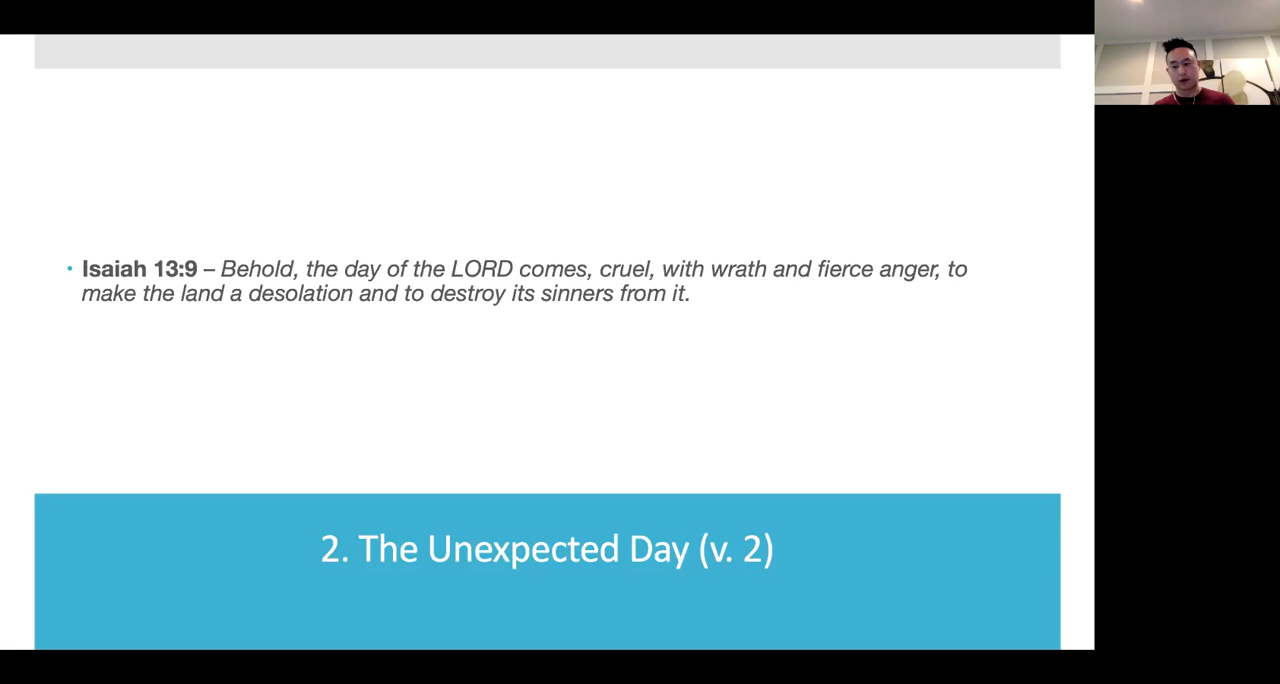 • Isaiah 13:9 – Behold, the day of the LORD comes, cruel, with wrath and fierce anger, to
make the land a desolation and to destroy its sinners from it.
2. The Unexpected Day (v. 2)